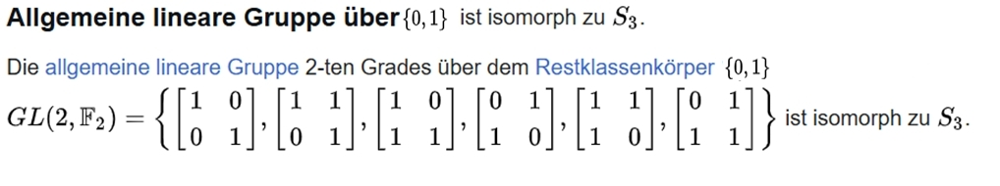 Allgemeine lineare Gruppe über {0,1} ist isomorph zu S₃.
Die allgemeine lineare Gruppe 2-ten Grades über dem Restklassenkörper {0,1}
GL(2, 𝔽₂) = { [1 0; 0 1], [1 1; 0 1], [1 0; 1 1], [0 1; 1 0], [1 1; 1 0], [0 1; 1 1] } ist isomorph zu S₃.